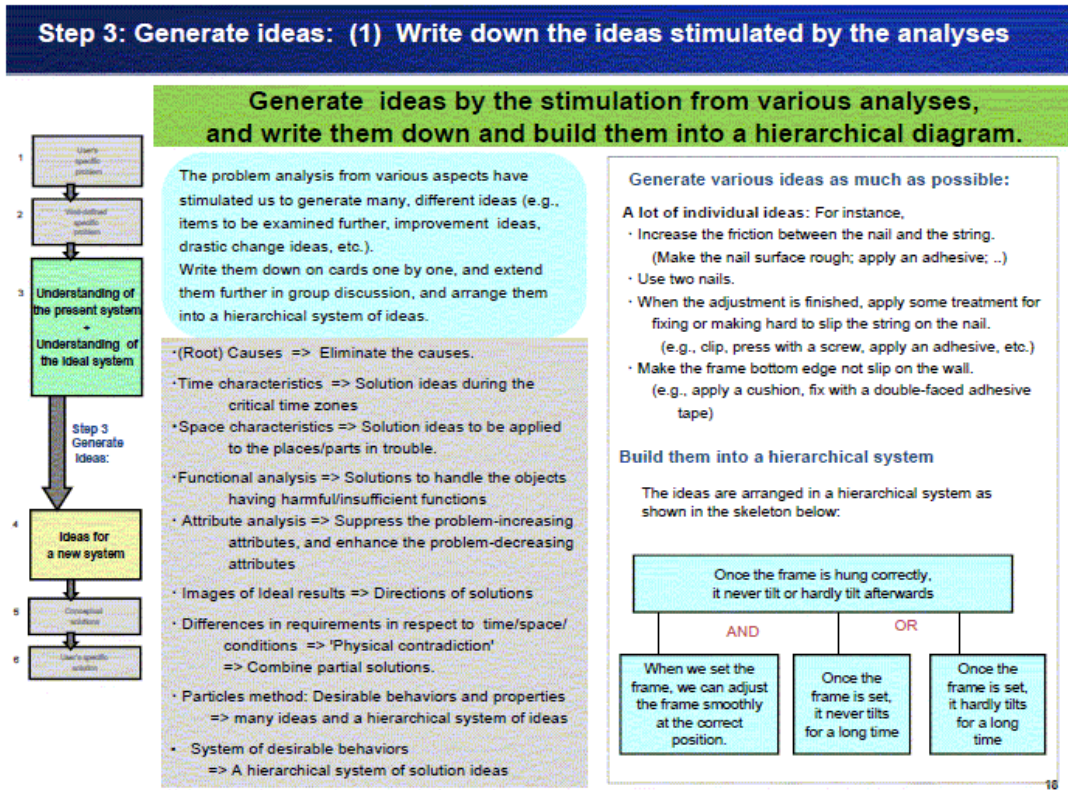 Step 3: Generate ideas: (1) Write down the ideas stimulated by the analyses
Generate ideas by the stimulation from various analyses,
and write them down and build them into a hierarchical diagram.
1
User's
specific
problem
2
Well-defined
specific
problem
3
Understanding of
the present system
+
Understanding of
the Ideal system
Step 3
Generate
Ideas:
4
Ideas for
a new system
5
Conceptual
solutions
6
User's specific
solution
The problem analysis from various aspects have
stimulated us to generate many, different ideas (e.g.,
items to be examined further, improvement ideas,
drastic change ideas, etc.).
Write them down on cards one by one, and extend
them further in group discussion, and arrange them
into a hierarchical system of ideas.
・(Root) Causes => Eliminate the causes.
・Time characteristics => Solution ideas during the
critical time zones
・Space characteristics => Solution ideas to be applied
to the places/parts in trouble.
・Functional analysis => Solutions to handle the objects
having harmful/insufficient functions
・Attribute analysis => Suppress the problem-increasing
attributes, and enhance the problem-decreasing
attributes
・Images of Ideal results => Directions of solutions
・Differences in requirements in respect to time/space/
conditions => 'Physical contradiction'
=> Combine partial solutions.
・Particles method: Desirable behaviors and properties
=> many ideas and a hierarchical system of ideas
・System of desirable behaviors
=> A hierarchical system of solution ideas
Generate various ideas as much as possible:
A lot of individual ideas: For instance,
・Increase the friction between the nail and the string.
(Make the nail surface rough; apply an adhesive; ..)
・Use two nails.
・When the adjustment is finished, apply some treatment for
fixing or making hard to slip the string on the nail.
(e.g., clip, press with a screw, apply an adhesive, etc.)
・Make the frame bottom edge not slip on the wall.
(e.g., apply a cushion, fix with a double-faced adhesive
tape)
Build them into a hierarchical system
The ideas are arranged in a hierarchical system as
shown in the skeleton below:
Once the frame is hung correctly,
it never tilt or hardly tilt afterwards
AND
OR
When we set the
frame, we can adjust
the frame smoothly
at the correct
position.
Once the
frame is set,
it never tilts
for a long time
Once the
frame is set,
it hardly tilts
for a long
time
16